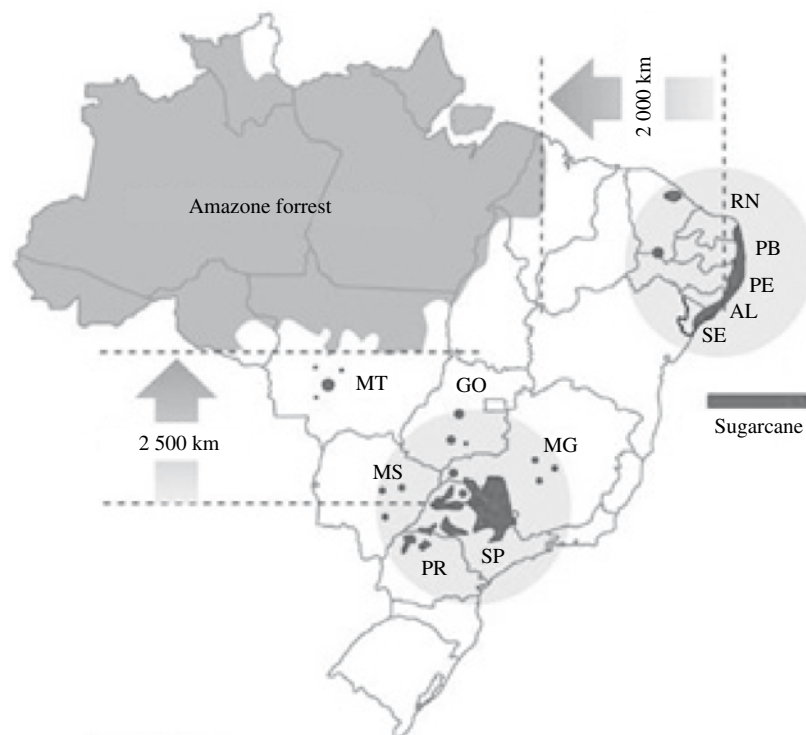 2 000 km
Amazone forrest
RN
PB
PE
AL
SE
MT
GO
Sugarcane
2 500 km
MG
MS
SP
PR